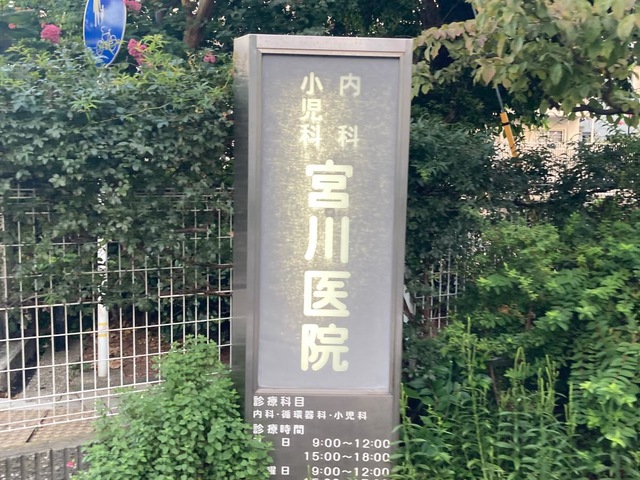 内科
小児科
宮川医院
診療科目
内科・循環器科・小児科
診療時間
日 9:00〜12:00
15:00〜18:00
曜日 9:00〜12:00